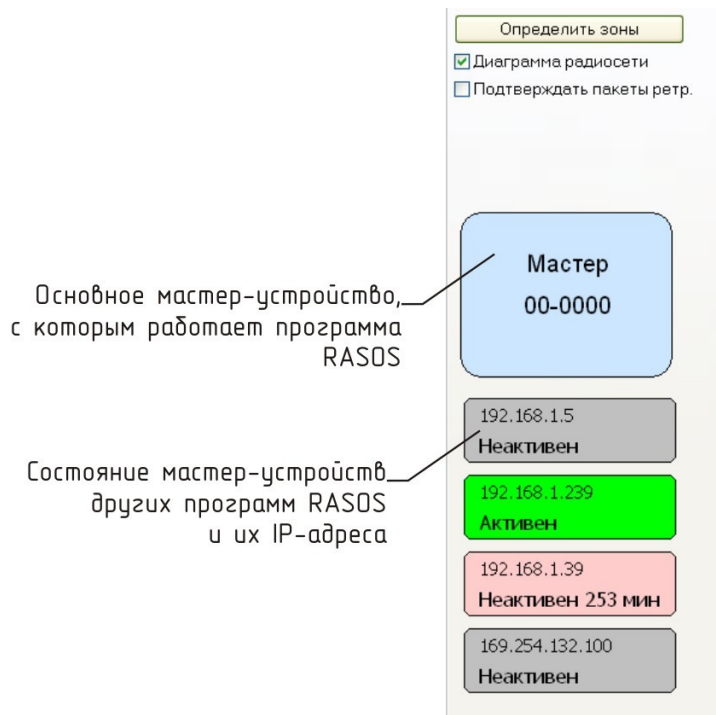 Определить зоны
Диаграмма радиосети
Подтверждать пакеты ретр.
Мастер
00-0000
Основное мастер-устройство,
с которым работает программа
RASOS
192.168.1.5
Неактивен
Состояние мастер-устройств
других программ RASOS
и их IP-адреса
192.168.1.239
Активен
192.168.1.39
Неактивен 253 мин
169.254.132.100
Неактивен